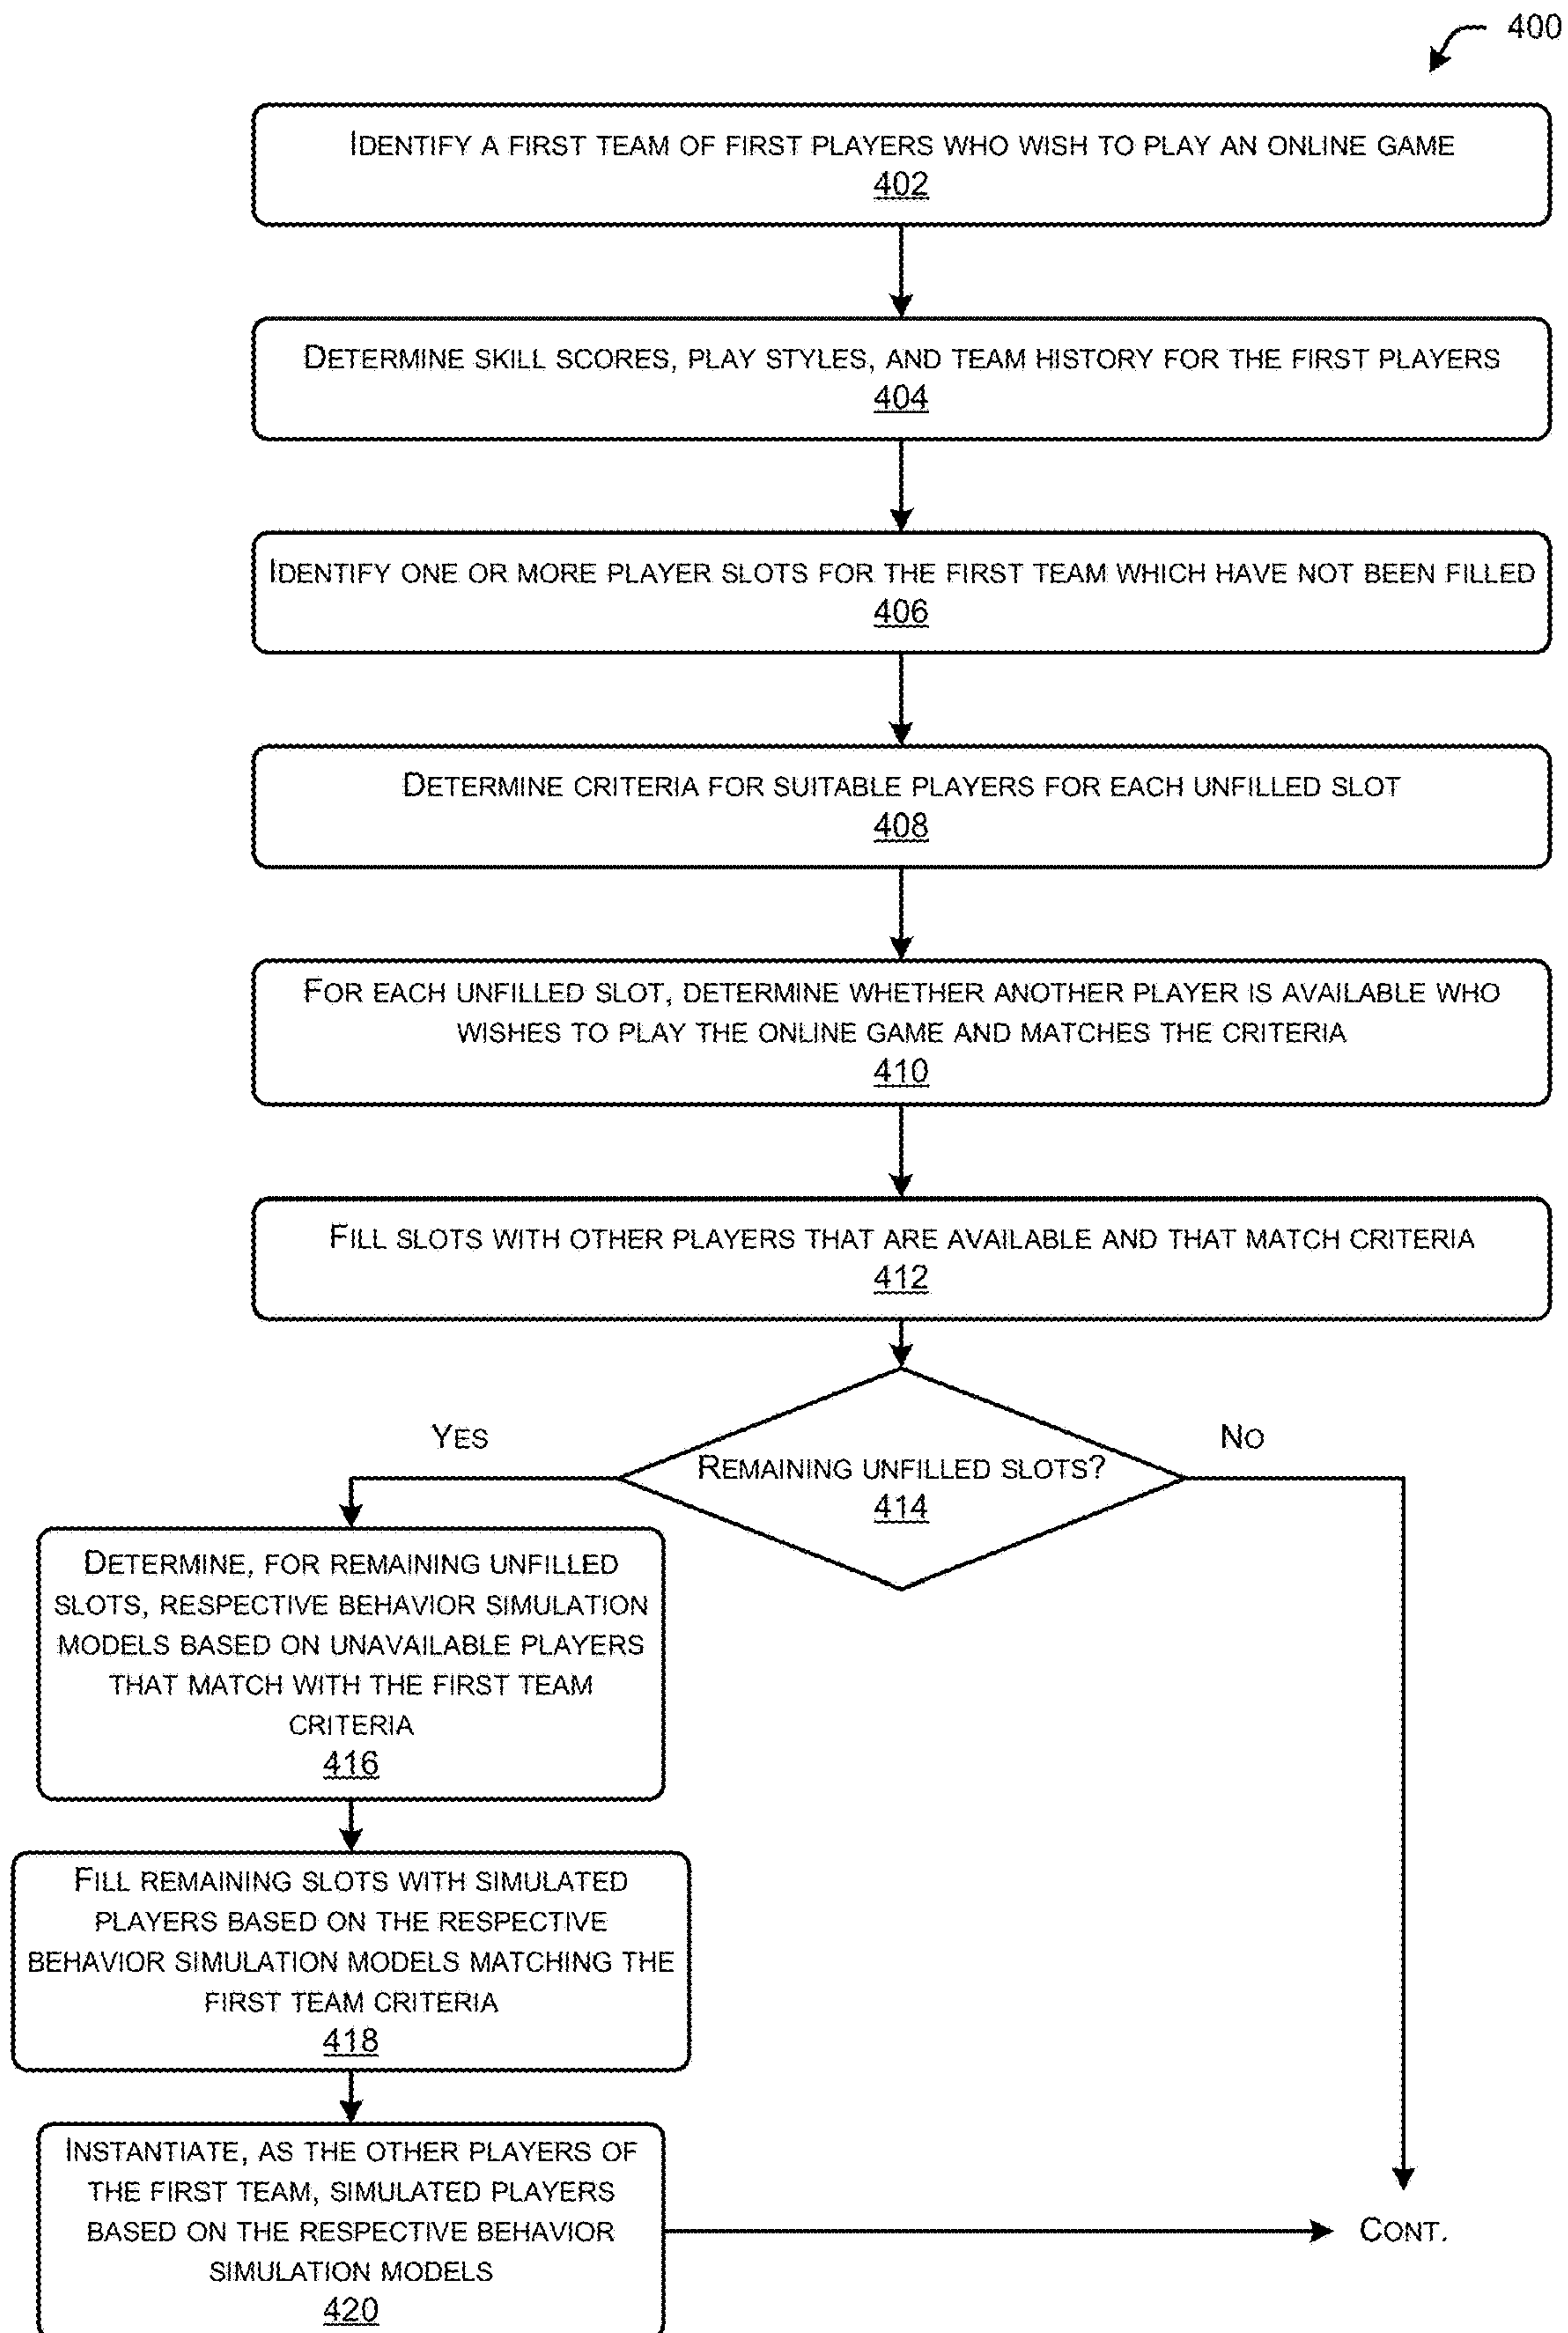 400
IDENTIFY A FIRST TEAM OF FIRST PLAYERS WHO WISH TO PLAY AN ONLINE GAME
402
DETERMINE SKILL SCORES, PLAY STYLES, AND TEAM HISTORY FOR THE FIRST PLAYERS
404
IDENTIFY ONE OR MORE PLAYER SLOTS FOR THE FIRST TEAM WHICH HAVE NOT BEEN FILLED
406
DETERMINE CRITERIA FOR SUITABLE PLAYERS FOR EACH UNFILLED SLOT
408
FOR EACH UNFILLED SLOT, DETERMINE WHETHER ANOTHER PLAYER IS AVAILABLE WHO
WISHES TO PLAY THE ONLINE GAME AND MATCHES THE CRITERIA
410
FILL SLOTS WITH OTHER PLAYERS THAT ARE AVAILABLE AND THAT MATCH CRITERIA
412
YES
NO
REMAINING UNFILLED SLOTS?
414
DETERMINE, FOR REMAINING UNFILLED
SLOTS, RESPECTIVE BEHAVIOR SIMULATION
MODELS BASED ON UNAVAILABLE PLAYERS
THAT MATCH WITH THE FIRST TEAM
CRITERIA
416
FILL REMAINING SLOTS WITH SIMULATED
PLAYERS BASED ON THE RESPECTIVE
BEHAVIOR SIMULATION MODELS MATCHING THE
FIRST TEAM CRITERIA
418
INSTANTIATE, AS THE OTHER PLAYERS OF
THE FIRST TEAM, SIMULATED PLAYERS
BASED ON THE RESPECTIVE BEHAVIOR
SIMULATION MODELS
420
CONT.